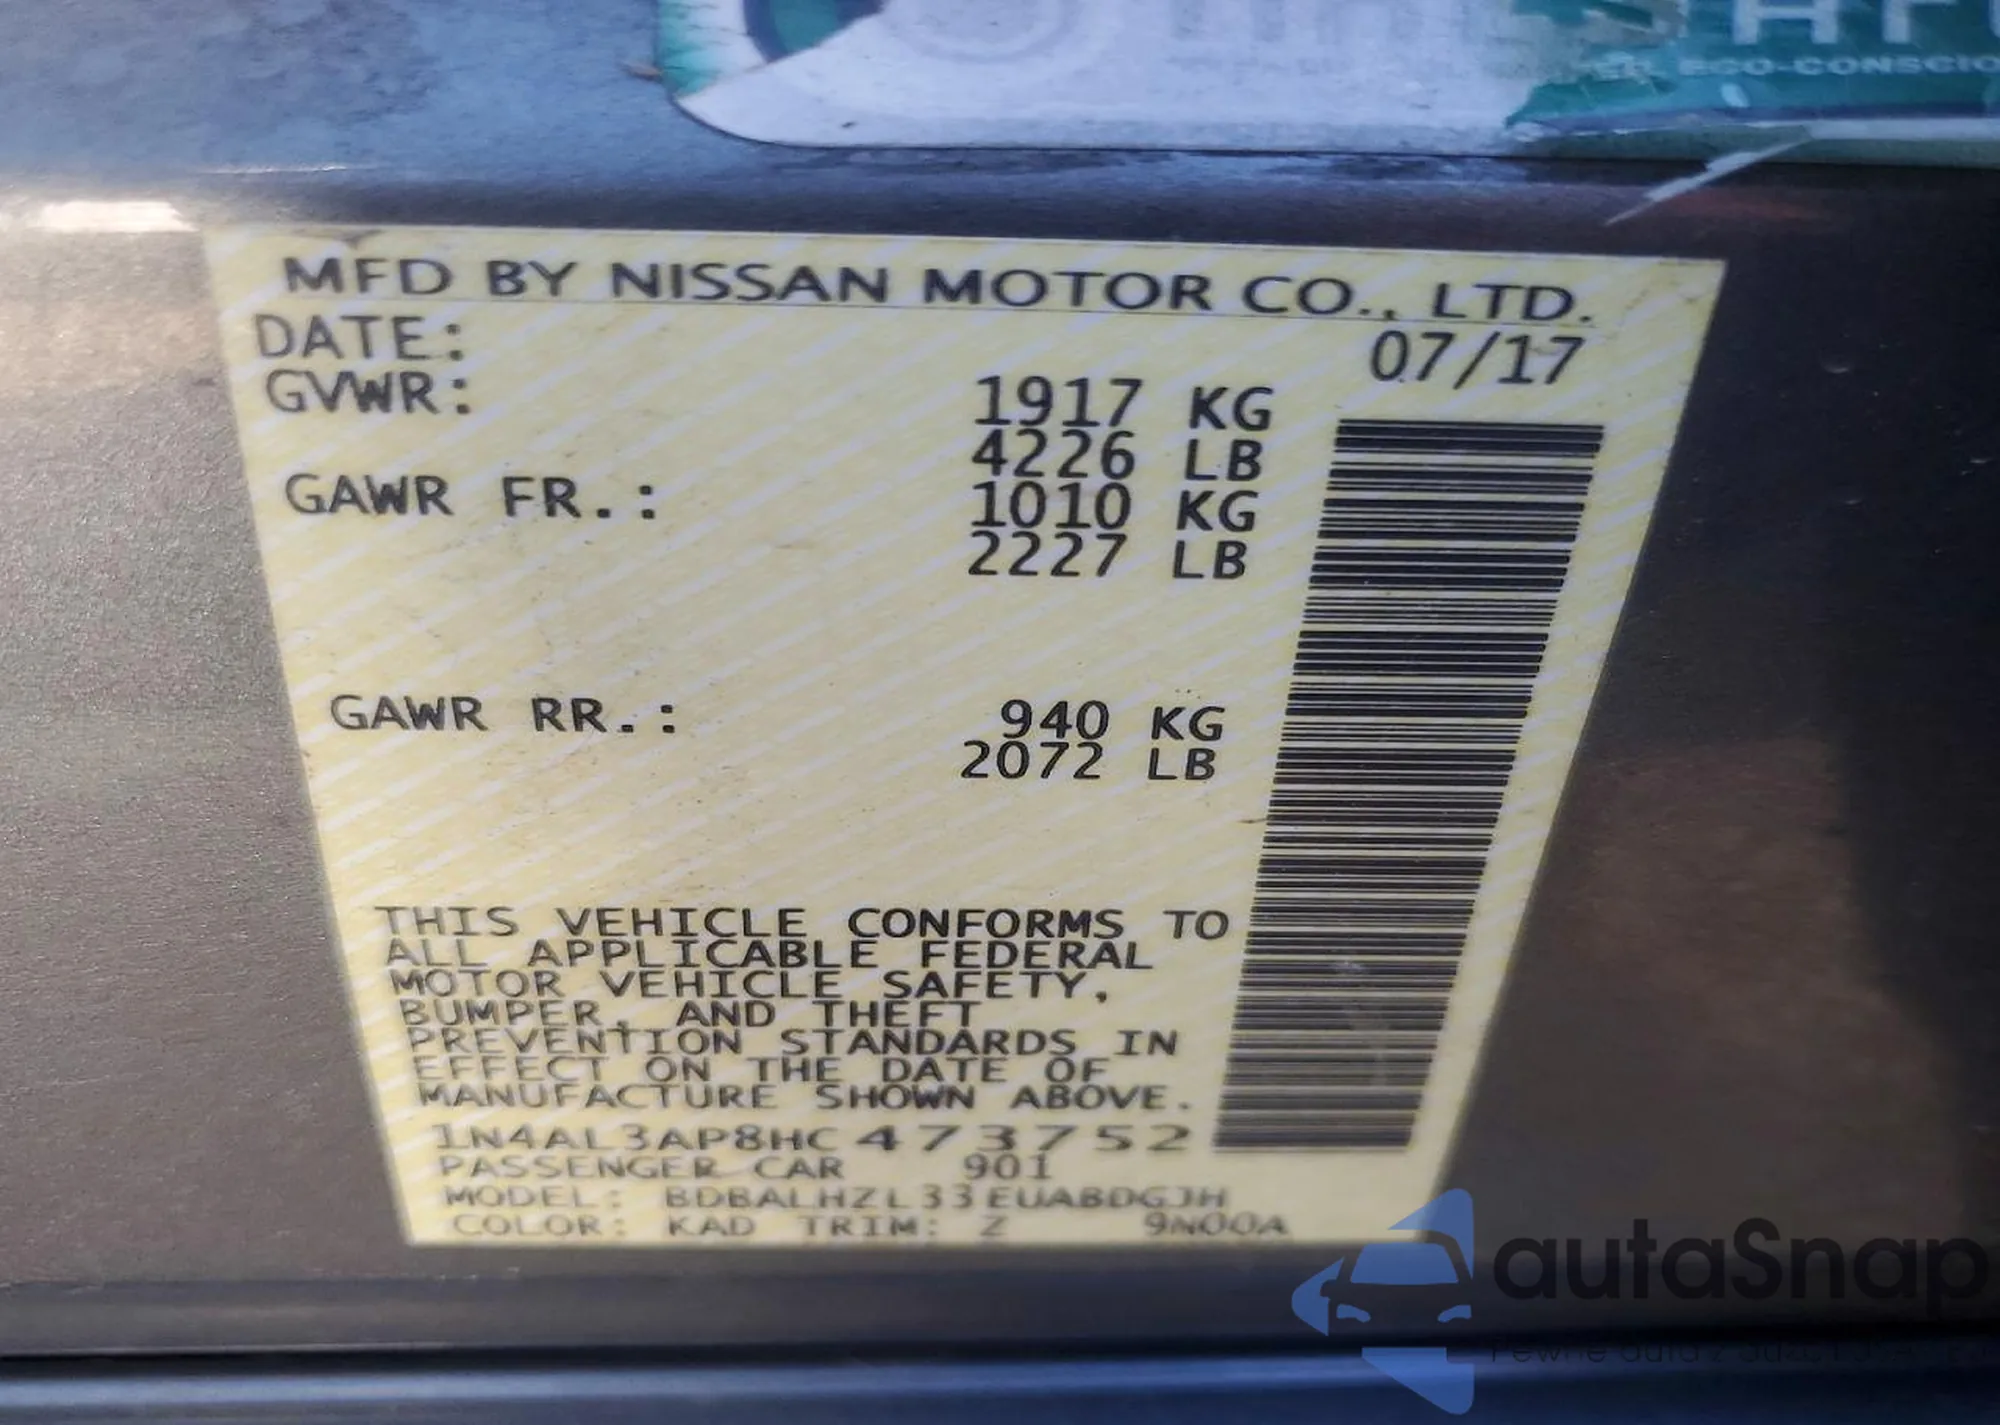 ECO-CONSCIO
MFD BY NISSAN MOTOR CO., LTD.
DATE: 07/17
GVWR: 1917 KG
4226 LB
GAWR FR.: 1010 KG
2227 LB
GAWR RR.: 940 KG
2072 LB
THIS VEHICLE CONFORMS TO
ALL APPLICABLE FEDERAL
MOTOR VEHICLE SAFETY,
BUMPER, AND THEFT
PREVENTION STANDARDS IN
EFFECT ON THE DATE OF
MANUFACTURE SHOWN ABOVE.
1N4AL3AP8HC473752
PASSENGER CAR 901
MODEL: BDBALHZL33EUABDGJH
COLOR: KAD TRIM: Z 9N00A
autaSnap